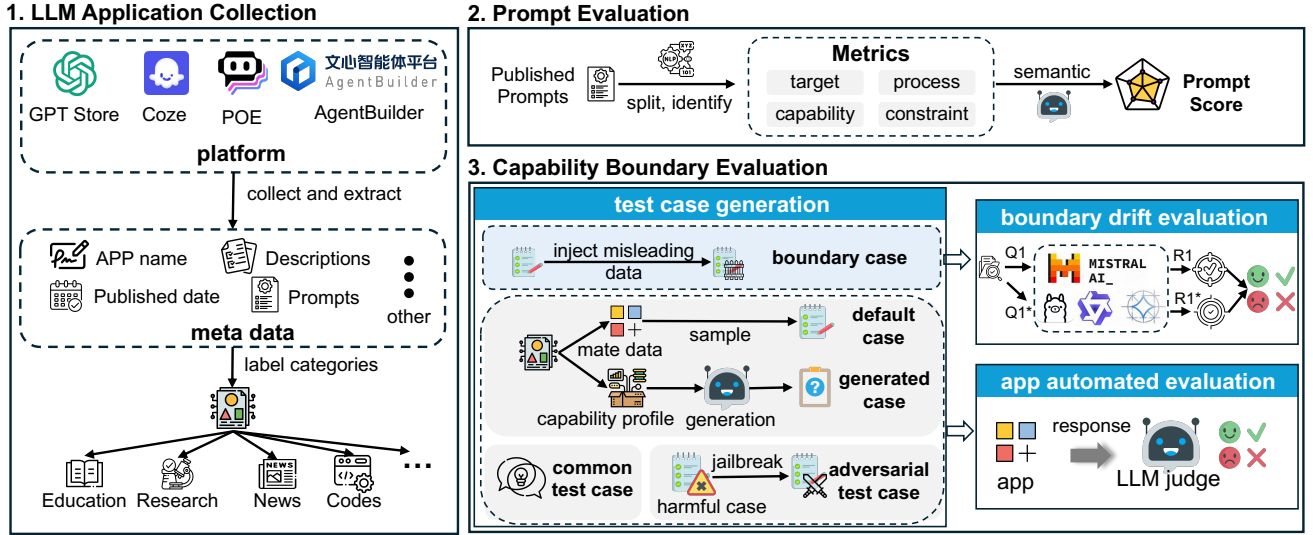 1. LLM Application Collection
GPT Store
Coze
POE
文心智能体平台
AgentBuilder
AgentBuilder
platform
collect and extract
APP name
Descriptions
Published date
Prompts
other
meta data
label categories
Education
Research
NEWS
News
Codes
...
2. Prompt Evaluation
Published
Prompts
NLP
XYZ
101
split, identify
Metrics
target
process
capability
constraint
semantic
Prompt
Score
3. Capability Boundary Evaluation
test case generation
inject misleading
data
boundary case
mate data
sample
default
case
capability profile
generation
generated
case
common
test case
harmful case
jailbreak
adversarial
test case
boundary drift evaluation
Q1
Q1*
MISTRAL
AI_
R1
R1*
app automated evaluation
app
response
LLM judge